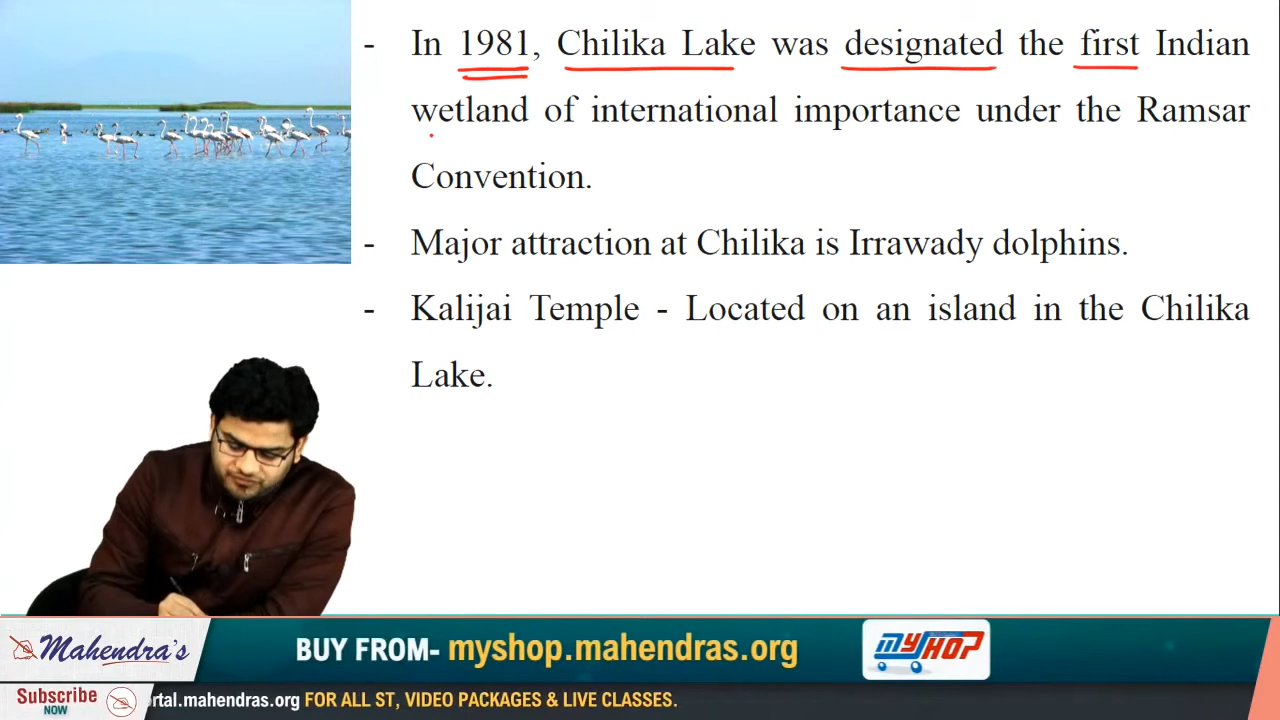 - In 1981, Chilika Lake was designated the first Indian
wetland of international importance under the Ramsar
Convention.
- Major attraction at Chilika is Irrawady dolphins.
- Kalijai Temple - Located on an island in the Chilika
Lake.
Mahendra's
BUY FROM- myshop.mahendras.org
MYSHOP
Subscribe
NOW
ortal.mahendras.org FOR ALL ST, VIDEO PACKAGES & LIVE CLASSES.